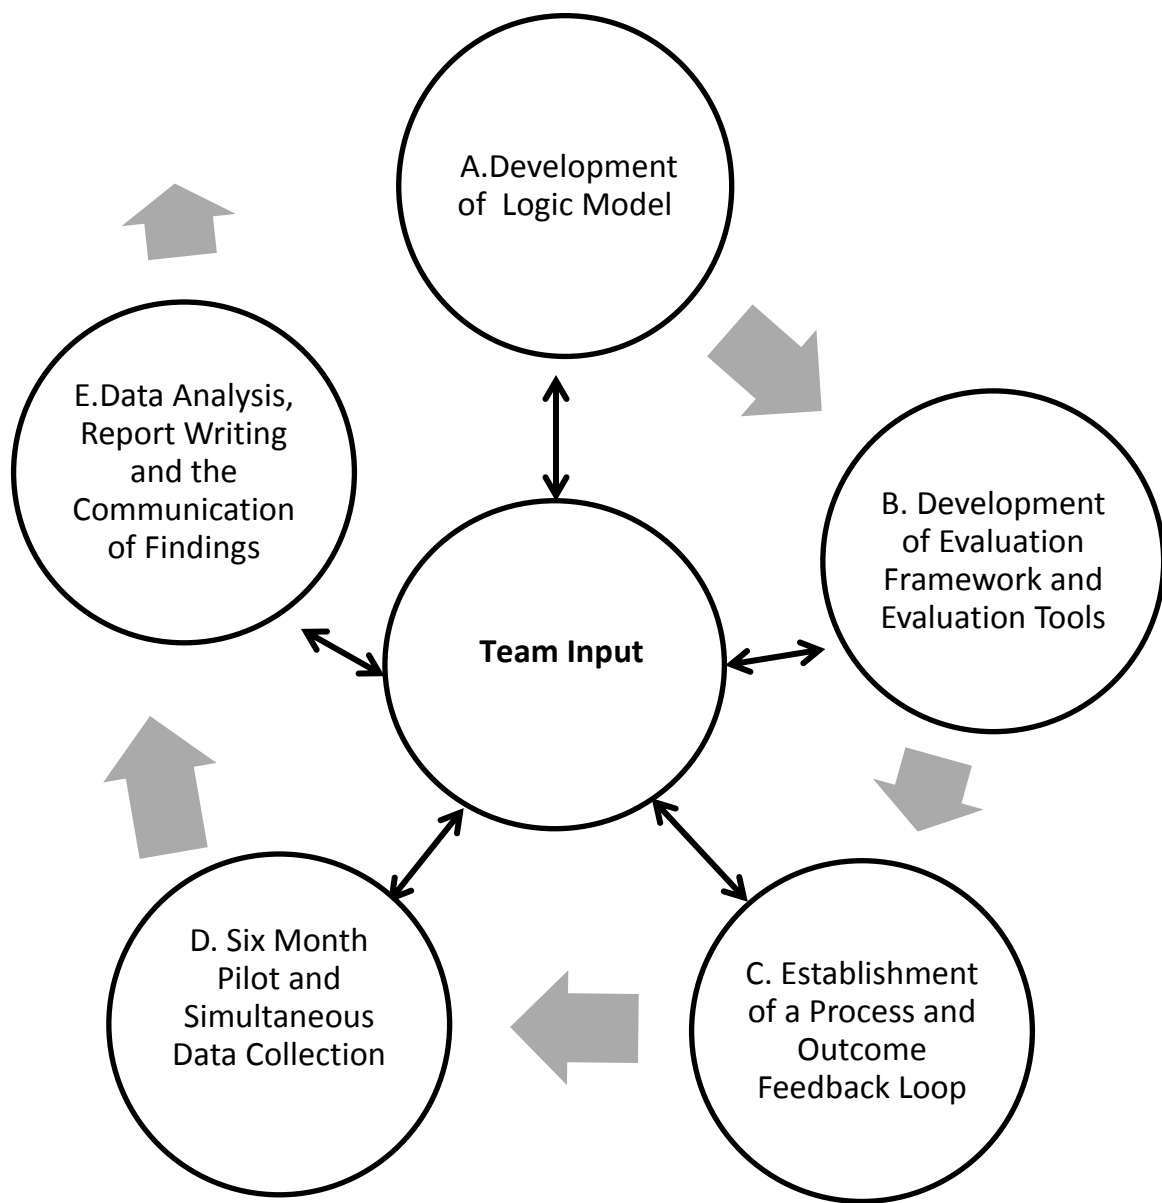 A.Development
of Logic Model
B. Development
of Evaluation
Framework and
Evaluation Tools
C. Establishment
of a Process and
Outcome
Feedback Loop
D. Six Month
Pilot and
Simultaneous
Data Collection
E.Data Analysis,
Report Writing
and the
Communication
of Findings
Team Input